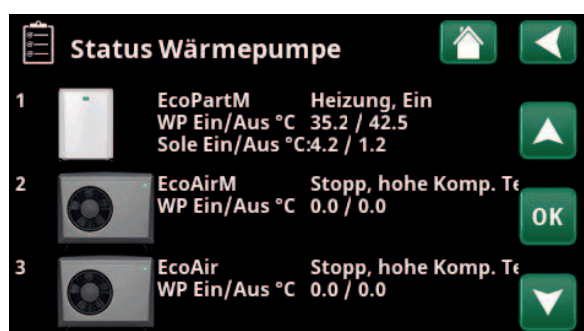 Status Wärmepumpe
1 EcoPartM Heizung, Ein
WP Ein/Aus °C 35.2 / 42.5
Sole Ein/Aus °C:4.2 / 1.2
2 EcoAirM Stopp, hohe Komp. Te
WP Ein/Aus °C 0.0 / 0.0
OK
3 EcoAir Stopp, hohe Komp. Te
WP Ein/Aus °C 0.0 / 0.0